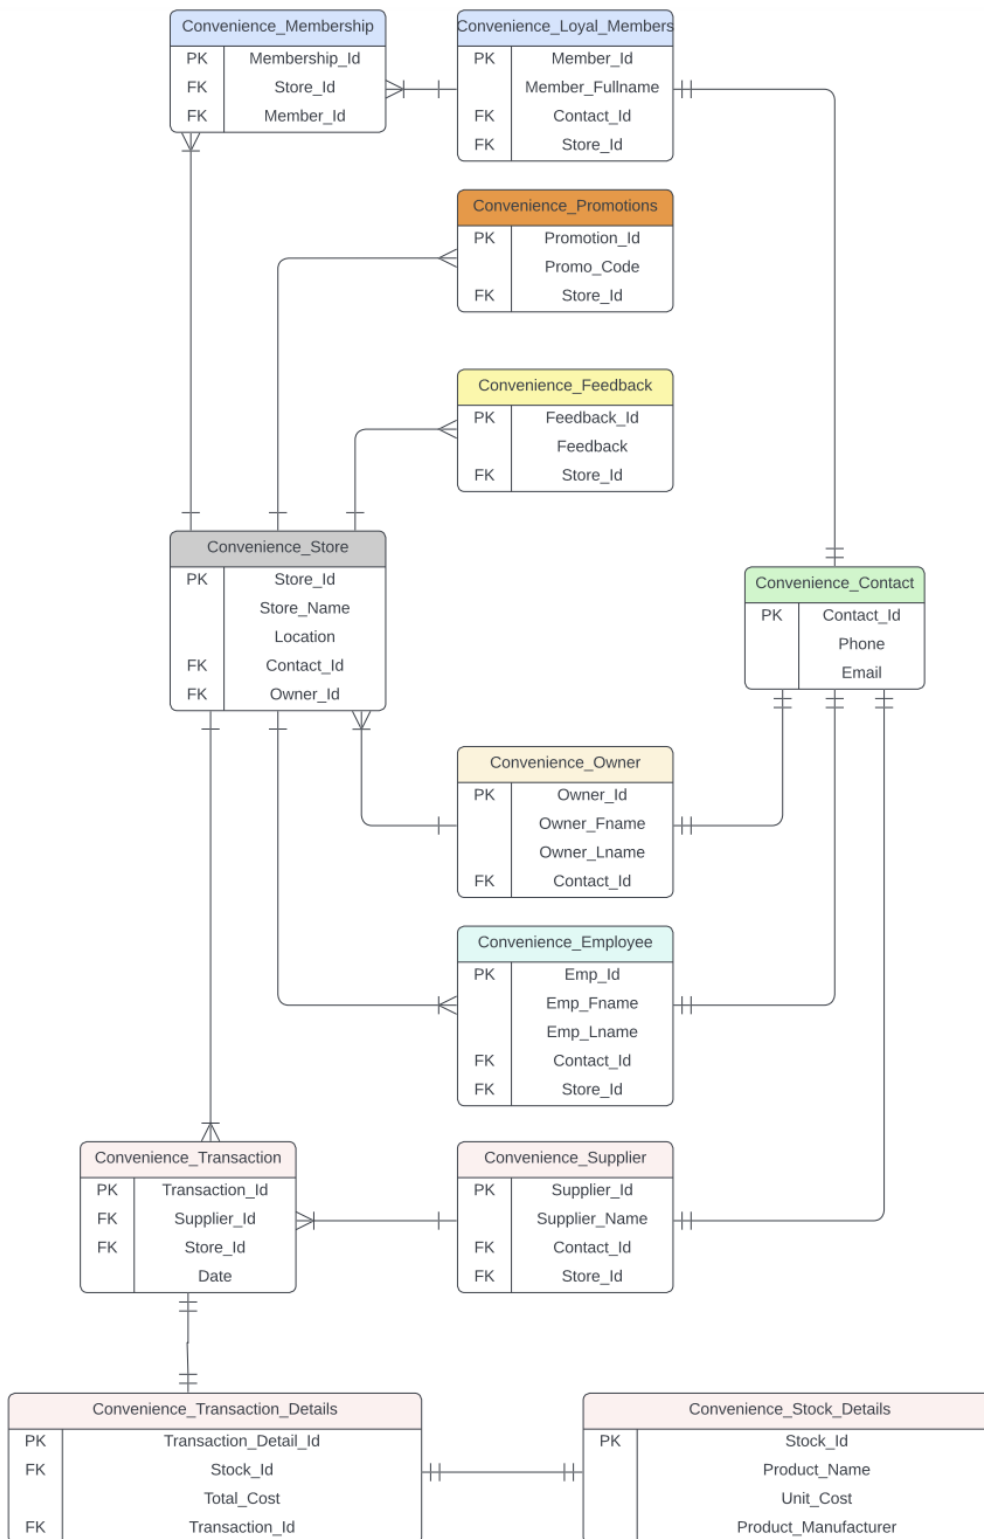 Convenience_Membership
PK Membership_Id
FK Store_Id
FK Member_Id
Convenience_Loyal_Members
PK Member_Id
Member_Fullname
FK Contact_Id
FK Store_Id
Convenience_Promotions
PK Promotion_Id
Promo_Code
FK Store_Id
Convenience_Feedback
PK Feedback_Id
Feedback
FK Store_Id
Convenience_Store
PK Store_Id
Store_Name
Location
FK Contact_Id
FK Owner_Id
Convenience_Contact
PK Contact_Id
Phone
Email
Convenience_Owner
PK Owner_Id
Owner_Fname
Owner_Lname
FK Contact_Id
Convenience_Employee
PK Emp_Id
Emp_Fname
Emp_Lname
FK Contact_Id
FK Store_Id
Convenience_Transaction
PK Transaction_Id
FK Supplier_Id
FK Store_Id
Date
Convenience_Supplier
PK Supplier_Id
Supplier_Name
FK Contact_Id
FK Store_Id
Convenience_Transaction_Details
PK Transaction_Detail_Id
FK Stock_Id
Total_Cost
FK Transaction_Id
Convenience_Stock_Details
PK Stock_Id
Product_Name
Unit_Cost
Product_Manufacturer